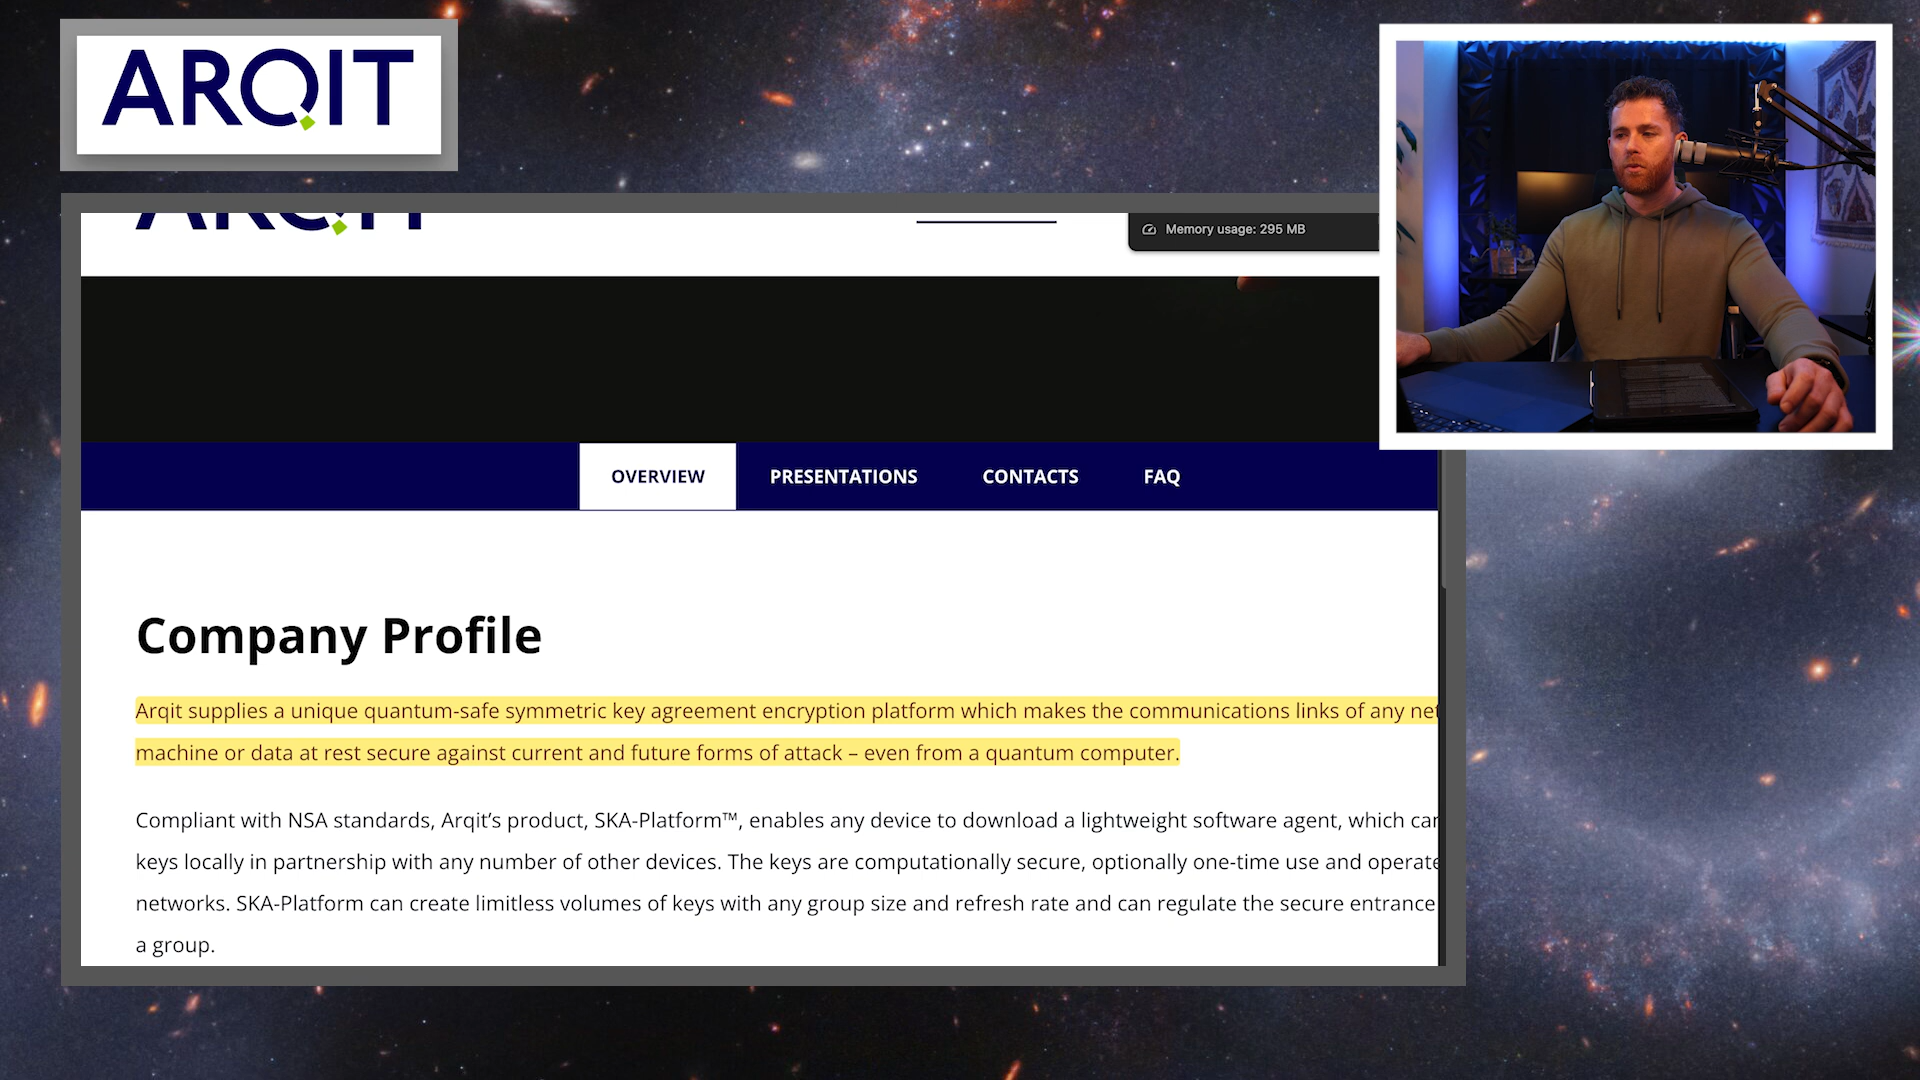 ARQIT
ARQIT
Memory usage: 295 MB
OVERVIEW PRESENTATIONS CONTACTS FAQ
Company Profile
Arqit supplies a unique quantum-safe symmetric key agreement encryption platform which makes the communications links of any net
machine or data at rest secure against current and future forms of attack – even from a quantum computer.
Compliant with NSA standards, Arqit’s product, SKA-Platform™, enables any device to download a lightweight software agent, which can
keys locally in partnership with any number of other devices. The keys are computationally secure, optionally one-time use and operate
networks. SKA-Platform can create limitless volumes of keys with any group size and refresh rate and can regulate the secure entrance
a group.